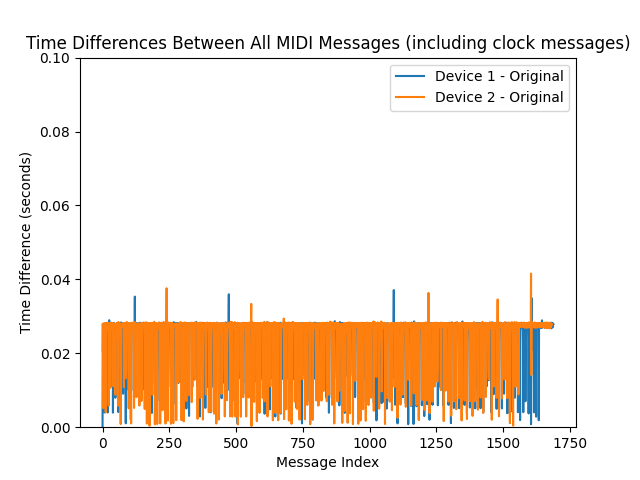 Time Differences Between All MIDI Messages (including clock messages)
Device 1 - Original
Device 2 - Original
0.10
0.08
0.06
0.04
0.02
0.00
Time Difference (seconds)
0 250 500 750 1000 1250 1500 1750
Message Index